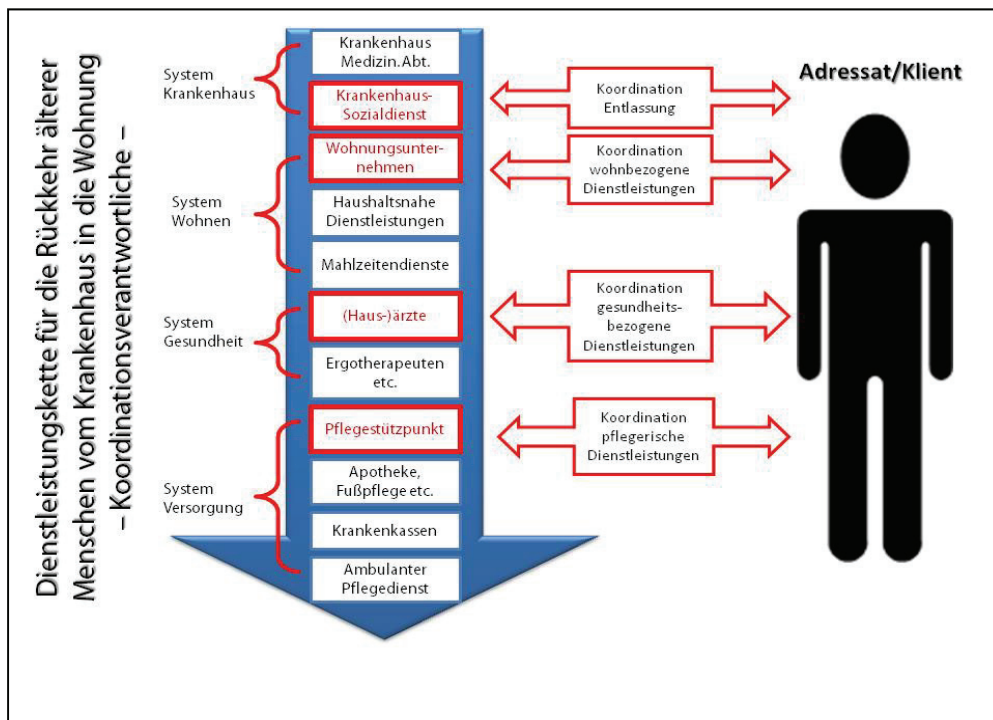 Dienstleistungskette für die Rückkehr älterer
Menschen vom Krankenhaus in die Wohnung
– Koordinationsverantwortliche –
System
Krankenhaus
System
Wohnen
System
Gesundheit
System
Versorgung
Krankenhaus
Medizin.Abt.
Krankenhaus-
Sozialdienst
Wohnungsunter-
nehmen
Haushaltsnahe
Dienstleistungen
Mahlzeitendienste
(Haus-)ärzte
Ergotherapeuten
etc.
Pflegestützpunkt
Apotheke,
Fußpflege etc.
Krankenkassen
Ambulanter
Pflegedienst
Koordination
Entlassung
Koordination
wohnbezogene
Dienstleistungen
Koordination
gesundheits-
bezogene
Dienstleistungen
Koordination
pflegerische
Dienstleistungen
Adressat/Klient